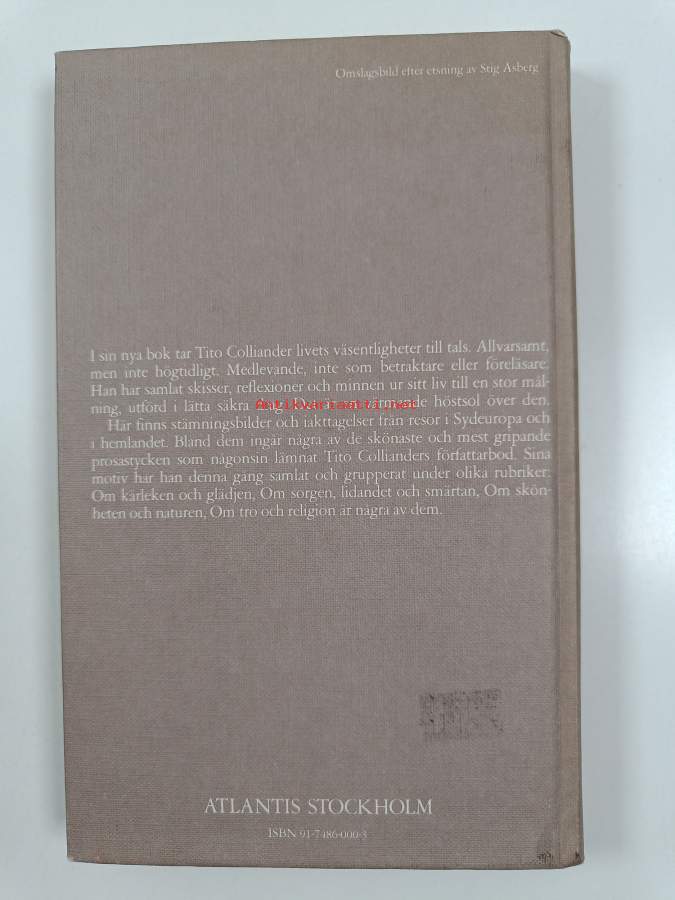 Omslagsbild efter etsning av Stig Åsberg
I sin nya bok tar Tito Colliander livets väsentligheter till tals. Allvarsamt,
men inte högtidligt. Medlevande, inte som betraktare eller föreläsare.
Han har samlat skisser, reflexioner och minnen ur sitt liv till en stor mål-
ning, utförd i lätta säkra höstsol över den.
Antikvariaatti.net
Här finns stämningsbilder och iakttagelser från resor i Sydeuropa och
i hemlandet. Bland dem ingår några av de skönaste och mest gripande
prosastycken som någonsin lämnat Tito Collianders författarbod. Sina
motiv har han denna gång samlat och grupperat under olika rubriker:
Om kärleken och glädjen, Om sorgen, lidandet och smärtan, Om skön-
heten och naturen, Om tro och religion är några av dem.
ATLANTIS STOCKHOLM
ISBN 91-7486-000-3